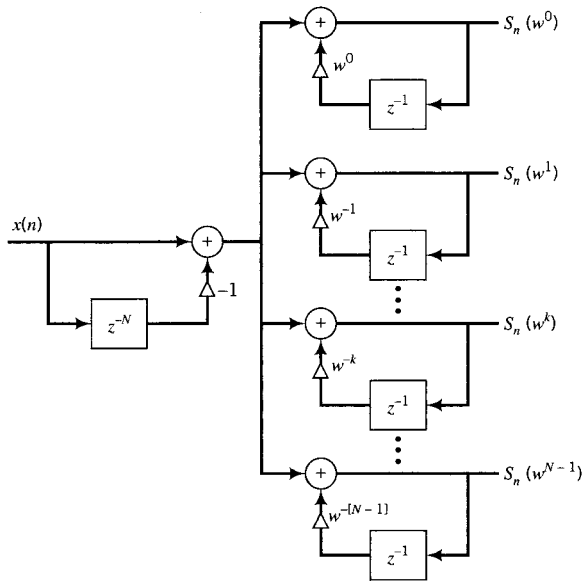 S_n (w^0)
w^0
z^{-1}
S_n (w^1)
w^{-1}
z^{-1}
x(n)
-1
z^{-N}
S_n (w^k)
w^{-k}
z^{-1}
S_n (w^{N-1})
w^{-[N-1]}
z^{-1}